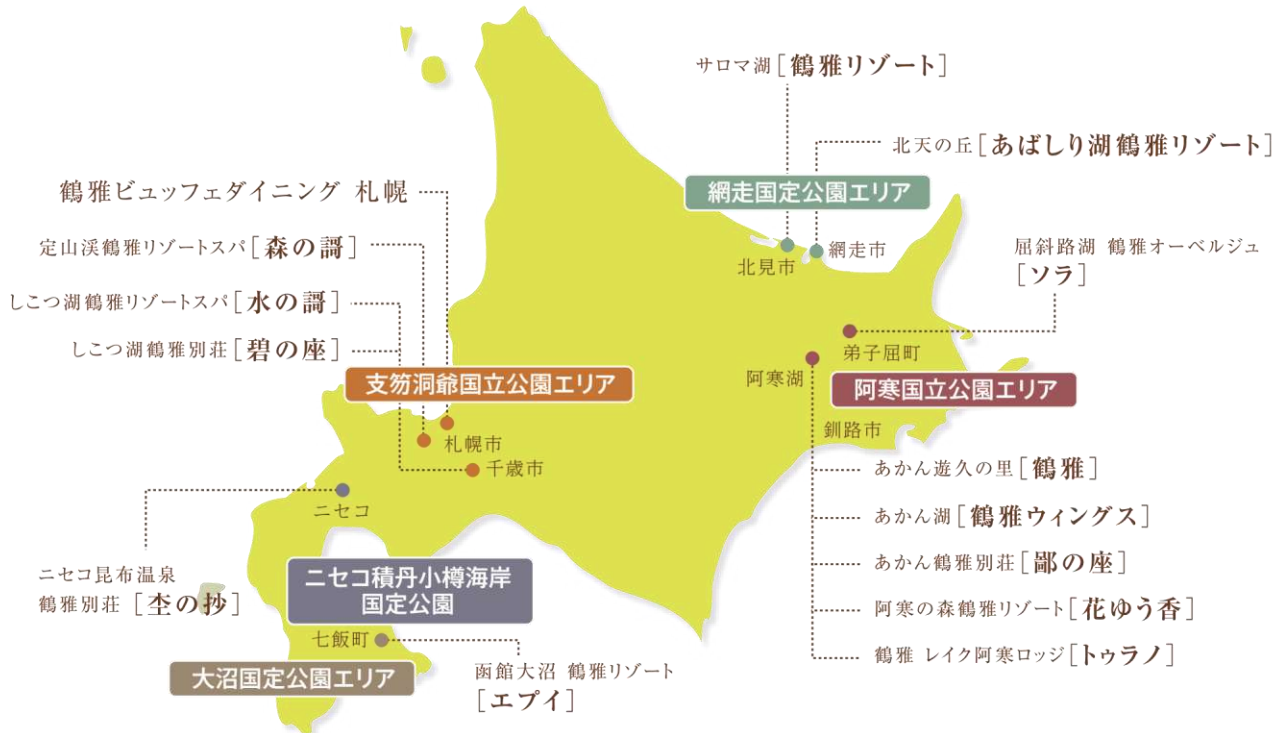 サロマ湖[鶴雅リゾート]
北天の丘[あばしり湖鶴雅リゾート]
網走国定公園エリア
北見市
網走市
屈斜路湖 鶴雅オーベルジュ
[ソラ]
鶴雅ビュッフェダイニング 札幌
定山渓鶴雅リゾートスパ[森の謌]
しこつ湖鶴雅リゾートスパ[水の謌]
しこつ湖鶴雅別荘[碧の座]
支笏洞爺国立公園エリア
札幌市
千歳市
弟子屈町
阿寒湖
阿寒国立公園エリア
釧路市
あかん遊久の里[鶴雅]
あかん湖[鶴雅ウィングス]
あかん鶴雅別荘[鄙の座]
阿寒の森鶴雅リゾート[花ゆう香]
鶴雅 レイク阿寒ロッジ[トゥラノ]
ニセコ
ニセコ昆布温泉
鶴雅別荘[杢の抄]
ニセコ積丹小樽海岸
国定公園
七飯町
大沼国定公園エリア
函館大沼 鶴雅リゾート
[エプイ]